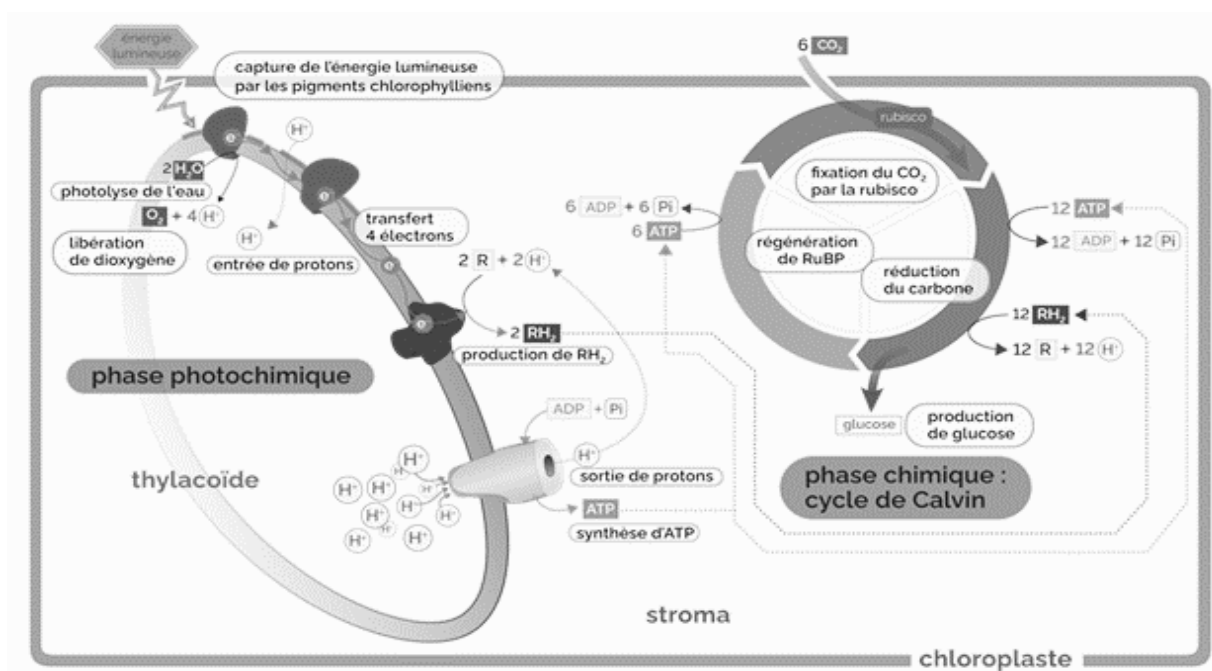 énergie
lumineuse
capture de l'énergie lumineuse
par les pigments chlorophylliens
H⁺
2 H₂O
photolyse de l'eau
O₂ + 4 H⁺
libération
de dioxygène
H⁺
entrée de protons
transfert
4 électrons
2 R + 2 H⁺
2 RH₂
production de RH₂
phase photochimique
thylacoïde
ADP + Pi
H⁺
sortie de protons
ATP
synthèse d'ATP
H⁺
H⁺
H⁺
H⁺
H⁺
H⁺
H⁺
H⁺
H⁺
H⁺
H⁺
6 CO₂
rubisco
fixation du CO₂
par la rubisco
6 ADP + 6 Pi
6 ATP
régénération
de RuBP
réduction
du carbone
12 ATP
12 ADP + 12 Pi
12 RH₂
12 R + 12 H⁺
glucose
production
de glucose
phase chimique :
cycle de Calvin
stroma
chloroplaste